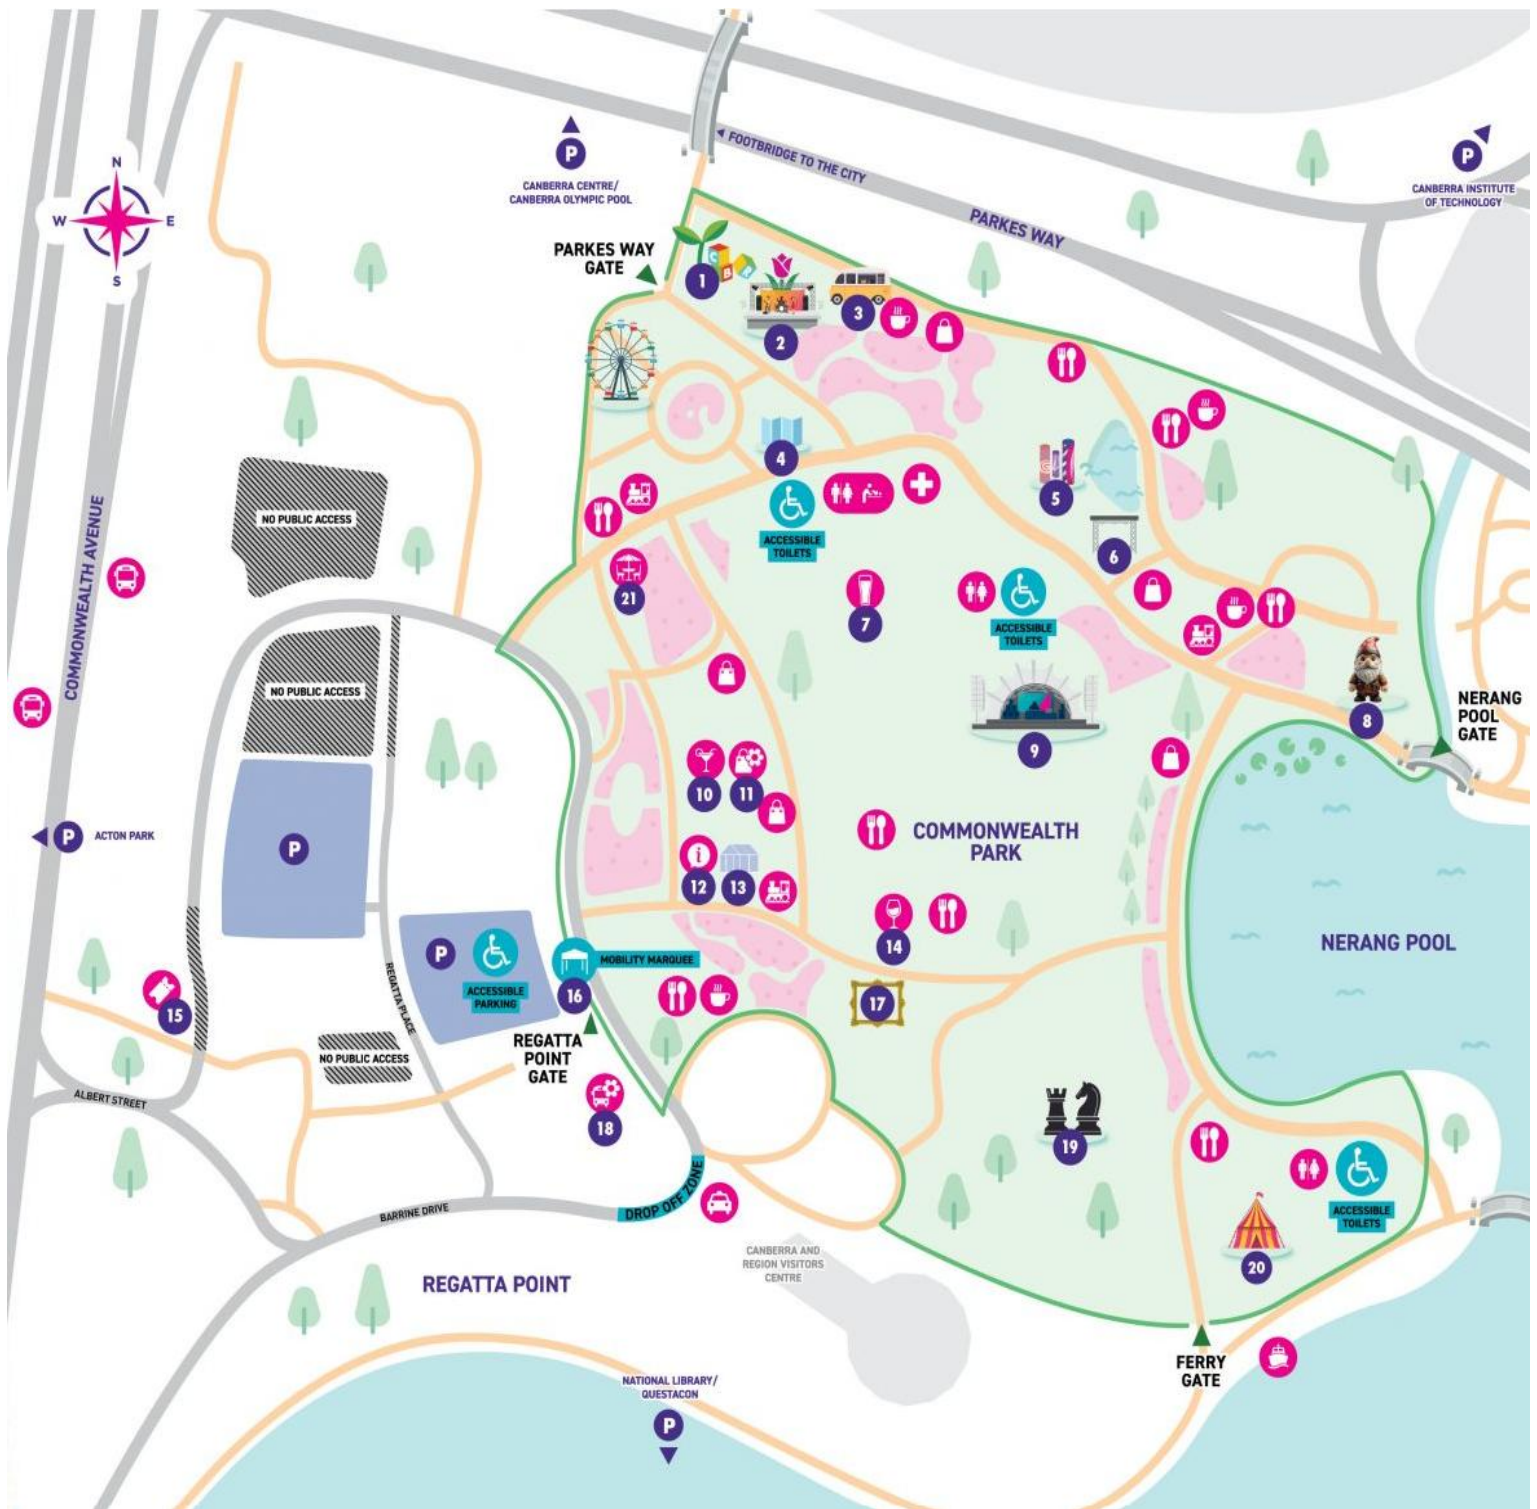 N
W
E
S
P
CANBERRA CENTRE/
CANBERRA OLYMPIC POOL
FOOTBRIDGE TO THE CITY
PARKES WAY
P
CANBERRA INSTITUTE
OF TECHNOLOGY
PARKES WAY
GATE
C
B
R
1
2
3
4
5
6
ACCESSIBLE
TOILETS
NO PUBLIC ACCESS
COMMONWEALTH AVENUE
21
7
ACCESSIBLE
TOILETS
NO PUBLIC ACCESS
8
NERANG
POOL
GATE
9
10
11
P
ACTON PARK
P
COMMONWEALTH
PARK
i
12
13
14
NERANG POOL
P
ACCESSIBLE
PARKING
MOBILITY MARQUEE
16
17
15
REGATTA PLACE
NO PUBLIC ACCESS
REGATTA
POINT
GATE
ALBERT STREET
18
19
BARRINE DRIVE
DROP OFF ZONE
ACCESSIBLE
TOILETS
20
CANBERRA AND
REGION VISITORS
CENTRE
REGATTA POINT
FERRY
GATE
NATIONAL LIBRARY/
QUESTACON
P